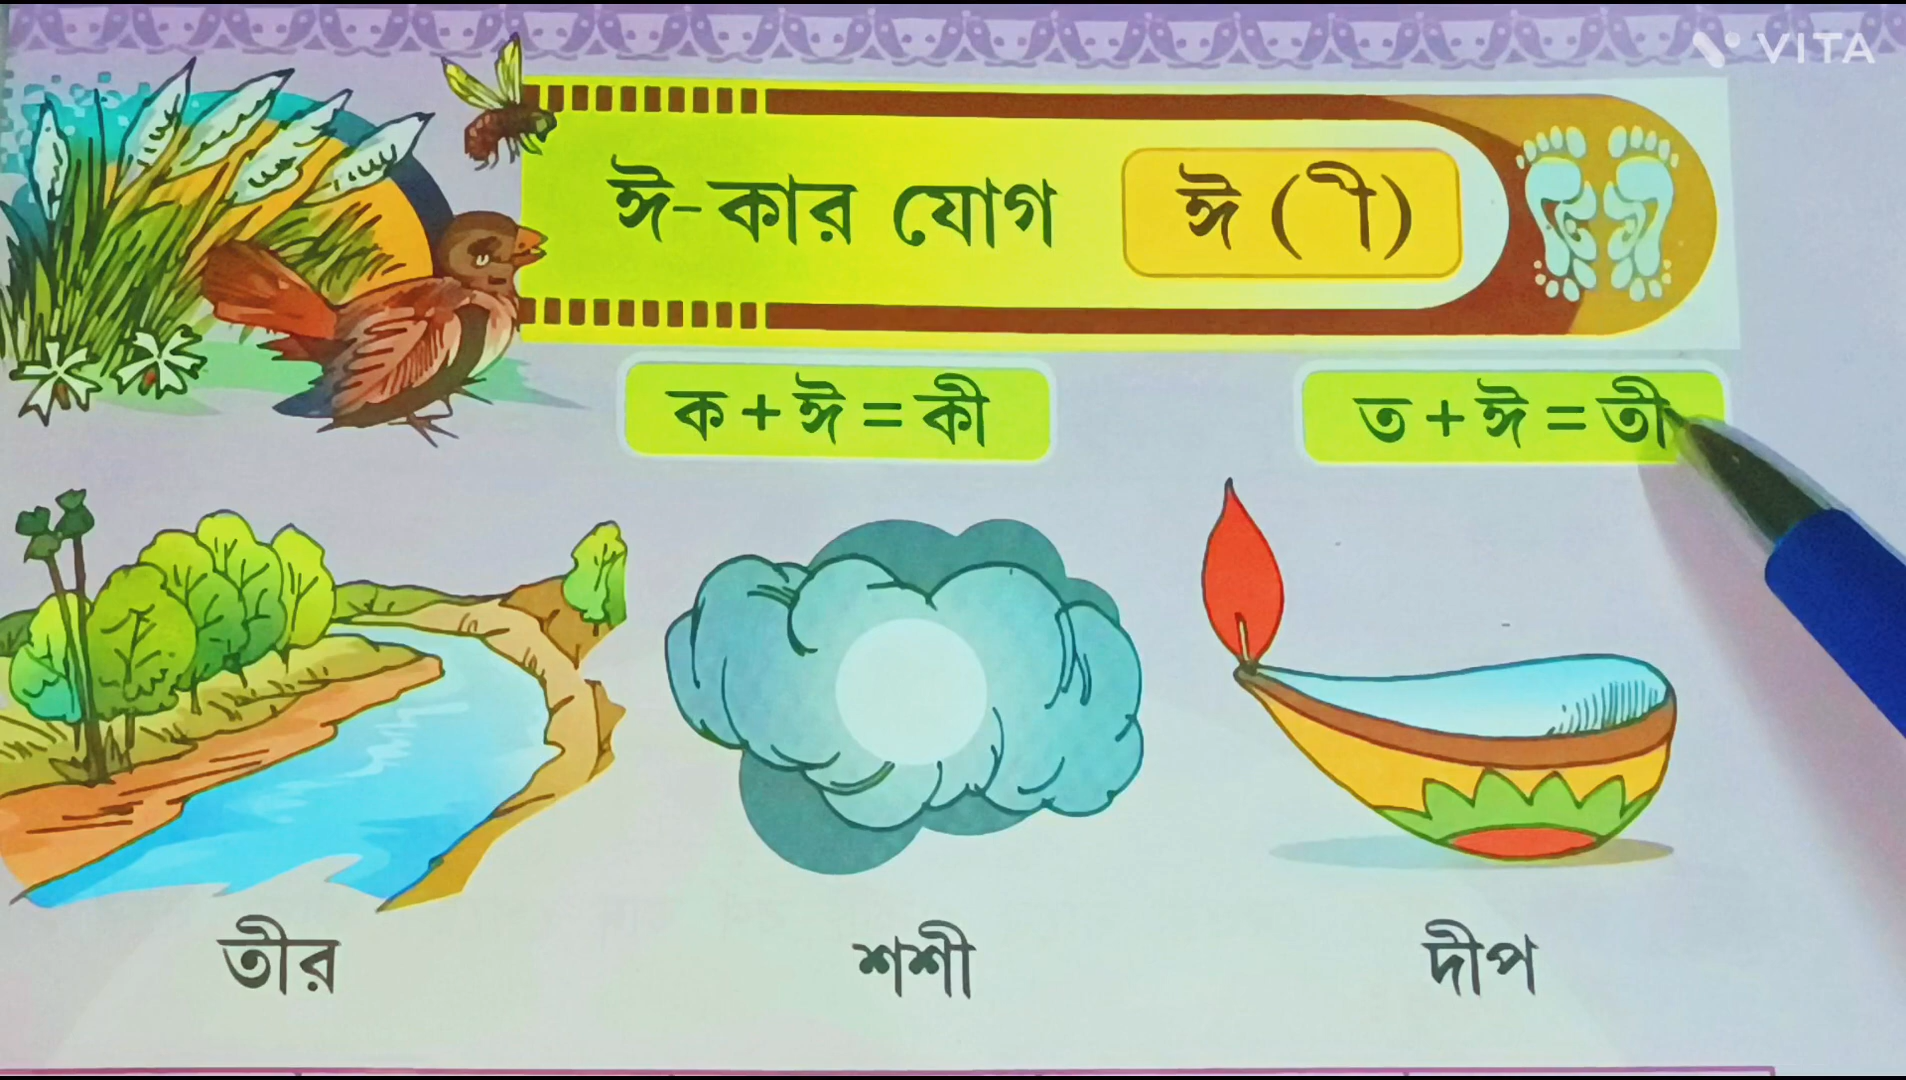 VITA
ঈ-কার যোগ ঈ (ী)
ক + ঈ = কী
ত + ঈ = তী
তীর
শশী
দীপ